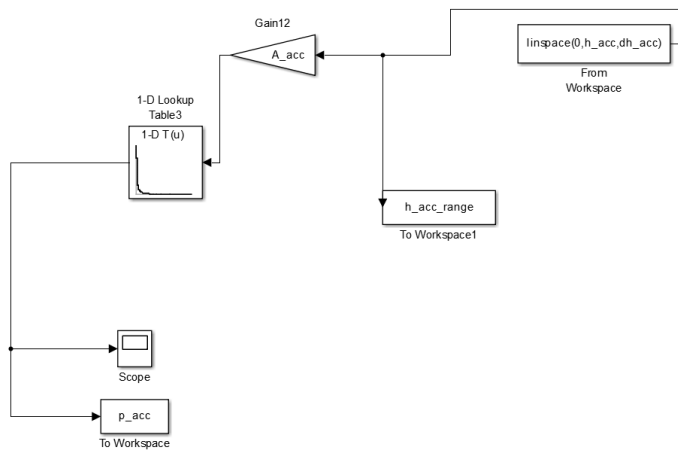 Gain12
A_acc
linspace(0,h_acc,dh_acc)
From
Workspace
1-D Lookup
Table3
1-D T(u)
h_acc_range
To Workspace1
Scope
p_acc
To Workspace